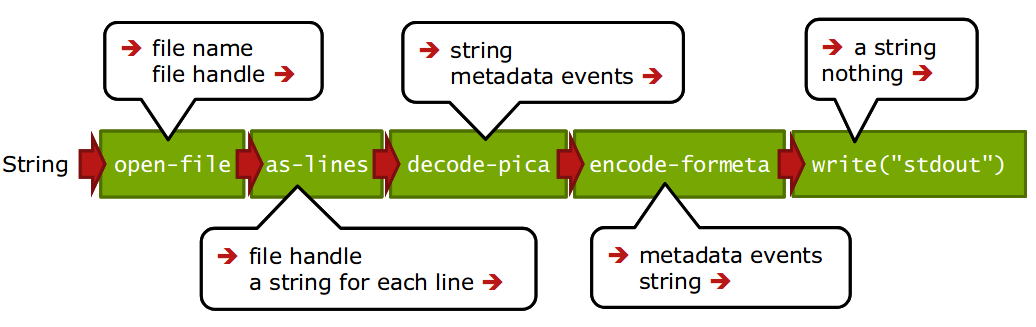 file name
file handle
string
metadata events
a string
nothing
String
open-file
as-lines
decode-pica
encode-formeta
write("stdout")
file handle
a string for each line
metadata events
string